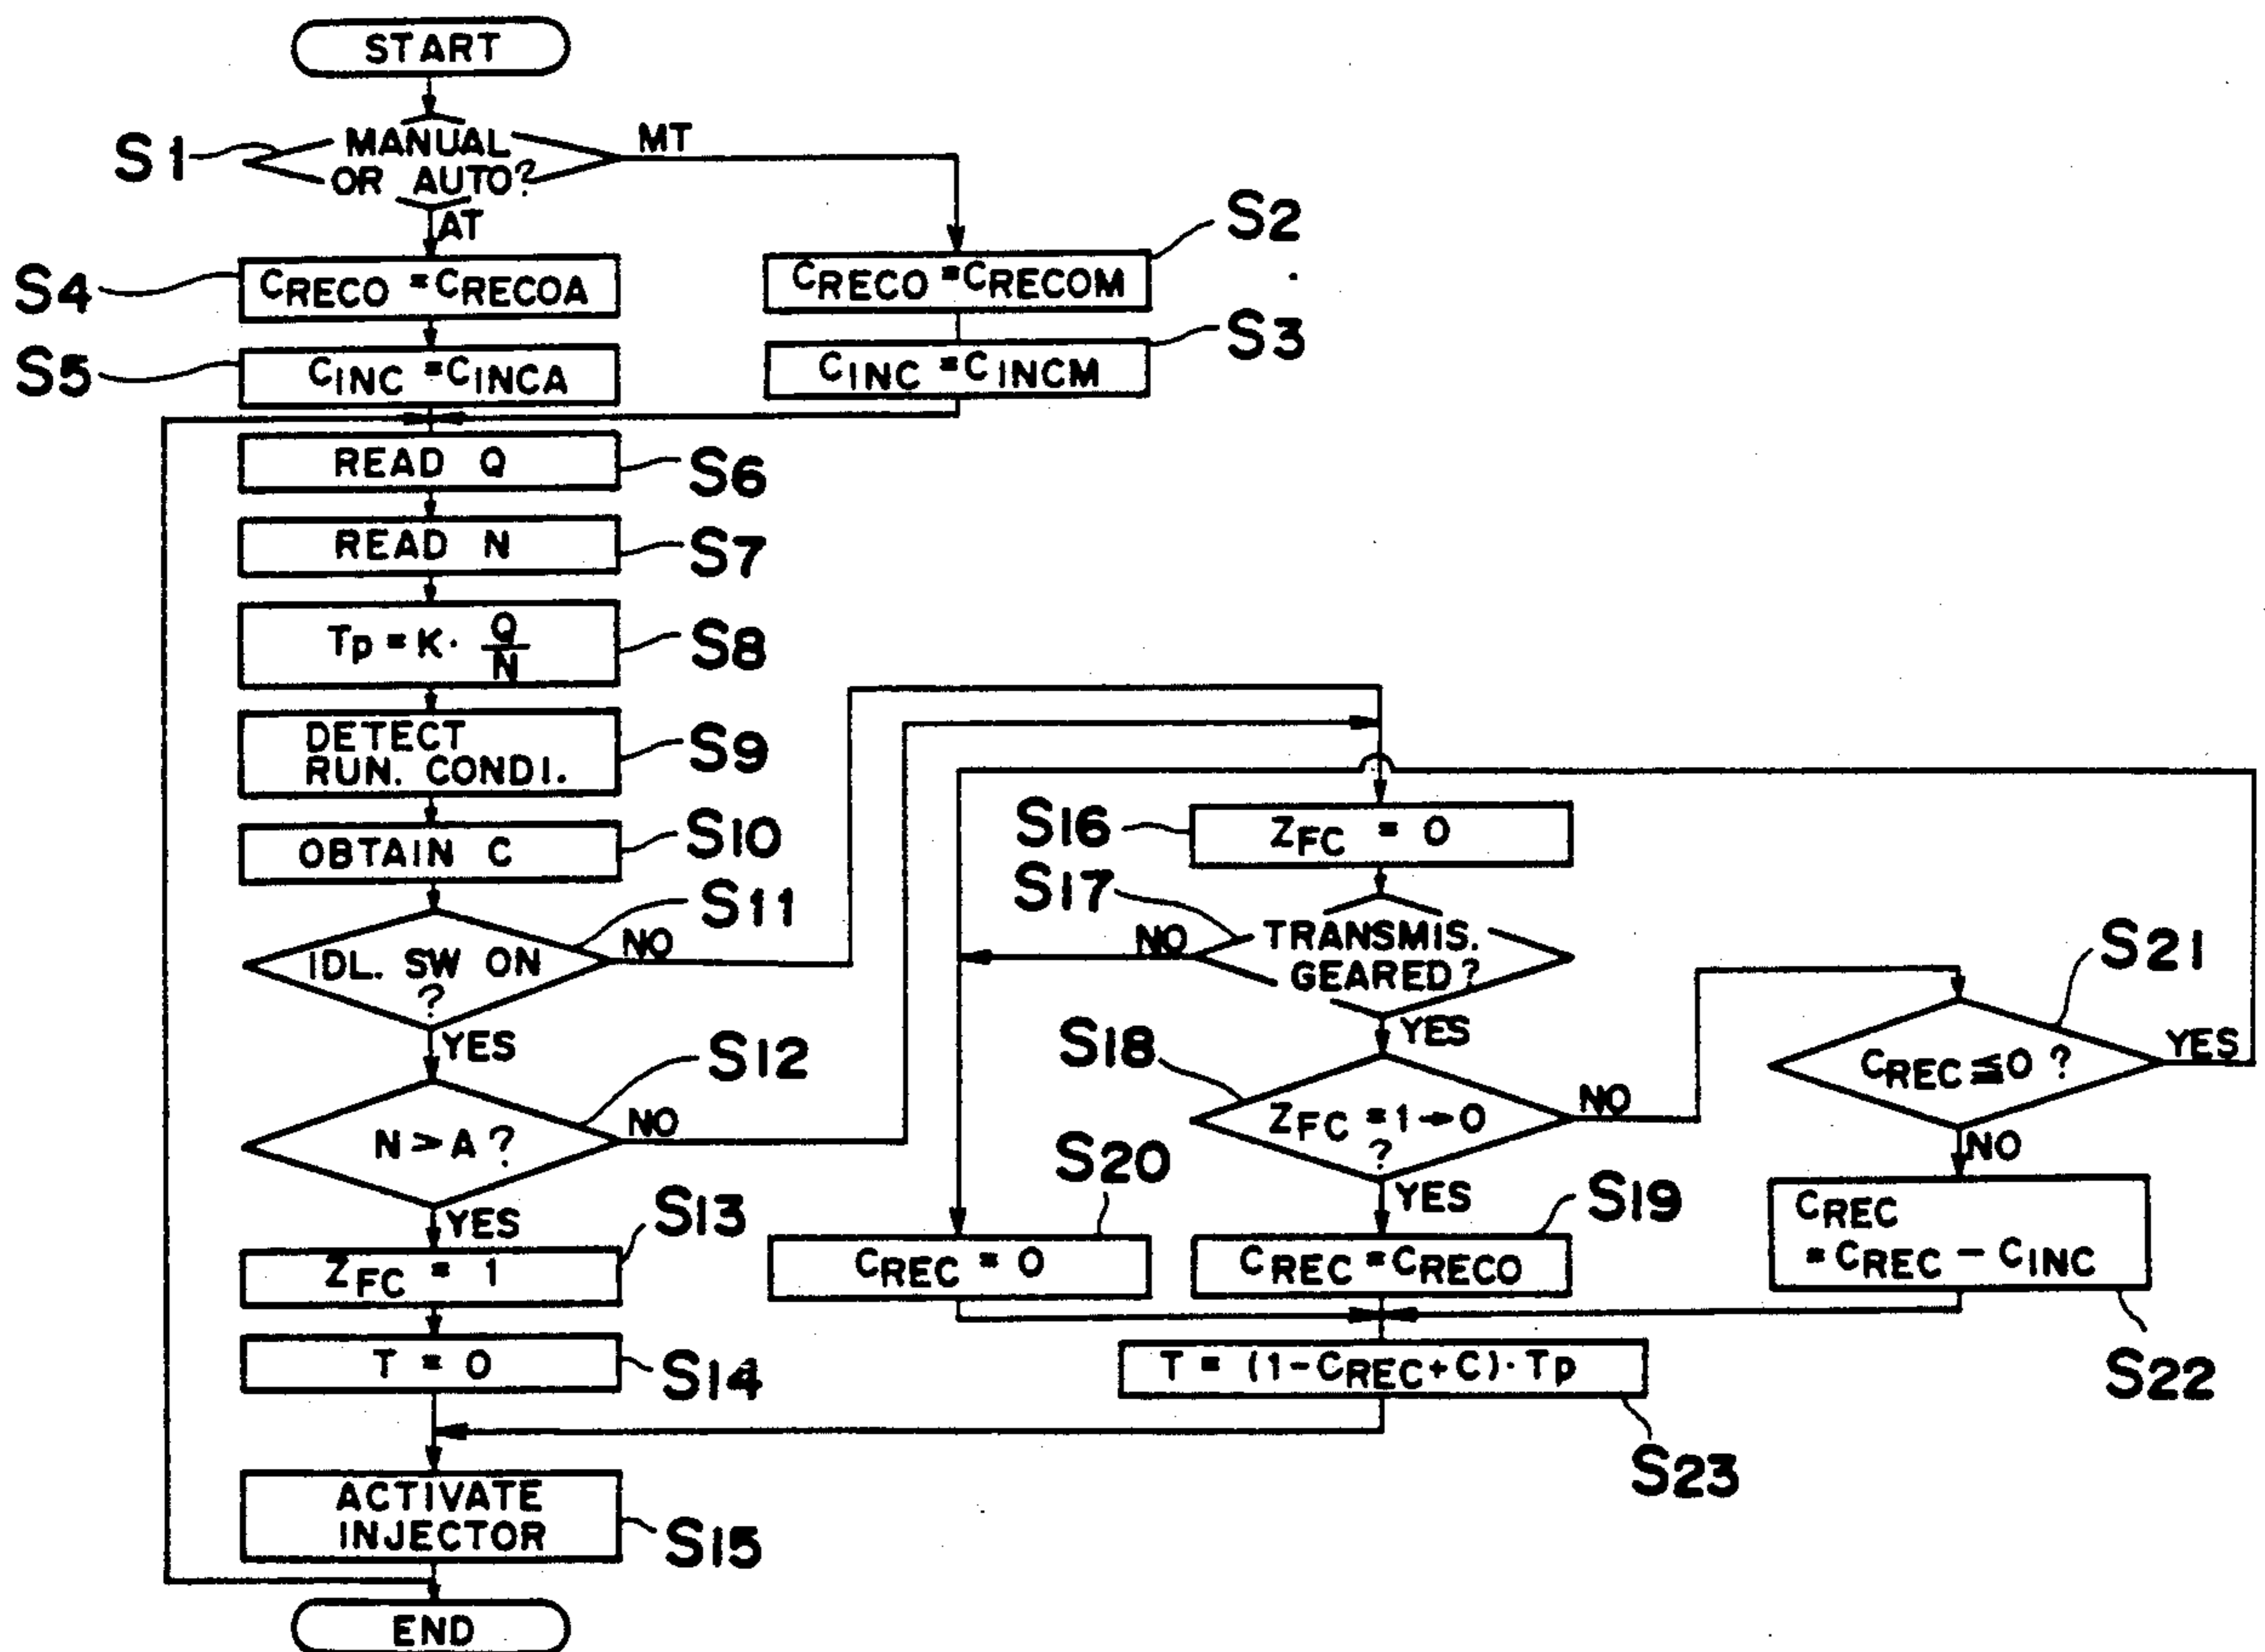 START
S1
MANUAL
OR AUTO?
MT
AT
S2
S4
CRECO = CRECOA
CRECO = CRECOM
S3
S5
CINC = CINCA
CINC = CINCM
READ Q
S6
READ N
S7
Tp = K · Q/N
S8
DETECT
RUN. CONDI.
S9
OBTAIN C
S10
S16
ZFC = 0
S17
S11
IDL. SW ON
?
NO
YES
NO
TRANSMIS.
GEARED?
YES
S21
S12
S18
N > A ?
NO
YES
ZFC = 1→0
?
NO
YES
CREC ≦ 0 ?
YES
NO
S13
ZFC = 1
S20
CREC = 0
S19
CREC = CRECO
CREC
= CREC − CINC
S22
T = 0
S14
T = (1−CREC+C)·Tp
S23
ACTIVATE
INJECTOR
S15
END